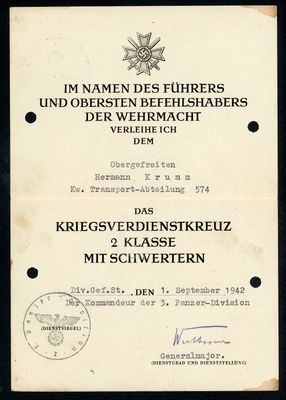 IM NAMEN DES FÜHRERS
UND OBERSTEN BEFEHLSHABERS
DER WEHRMACHT
VERLEIHE ICH
DEM
Obergefreiten
Hermann K r u m m
Kw. Transport-Abteilung 574
DAS
KRIEGSVERDIENSTKREUZ
2 KLASSE
MIT SCHWERTERN
Div.Gef.St. , DEN 1. September 1942
Der Kommandeur der 3. Panzer-Division
(DIENSTSIEGEL)
Generalmajor.
(DIENSTGRAD UND DIENSTSTELLUNG)